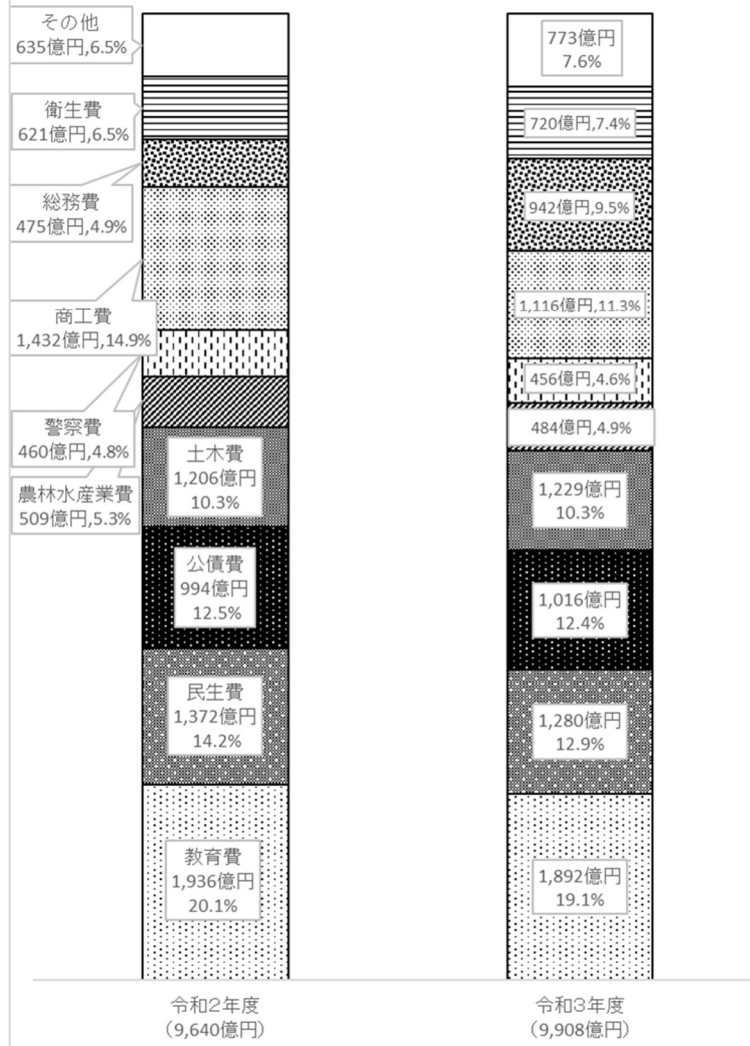 その他
635億円,6.5%
衛生費
621億円,6.5%
総務費
475億円,4.9%
商工費
1,432億円,14.9%
警察費
460億円,4.8%
農林水産業費
509億円,5.3%
土木費
1,206億円
10.3%
公債費
994億円
12.5%
民生費
1,372億円
14.2%
教育費
1,936億円
20.1%
令和2年度
（9,640億円）
773億円
7.6%
720億円,7.4%
942億円,9.5%
1,116億円,11.3%
456億円,4.6%
484億円,4.9%
1,229億円
10.3%
1,016億円
12.4%
1,280億円
12.9%
1,892億円
19.1%
令和3年度
（9,908億円）